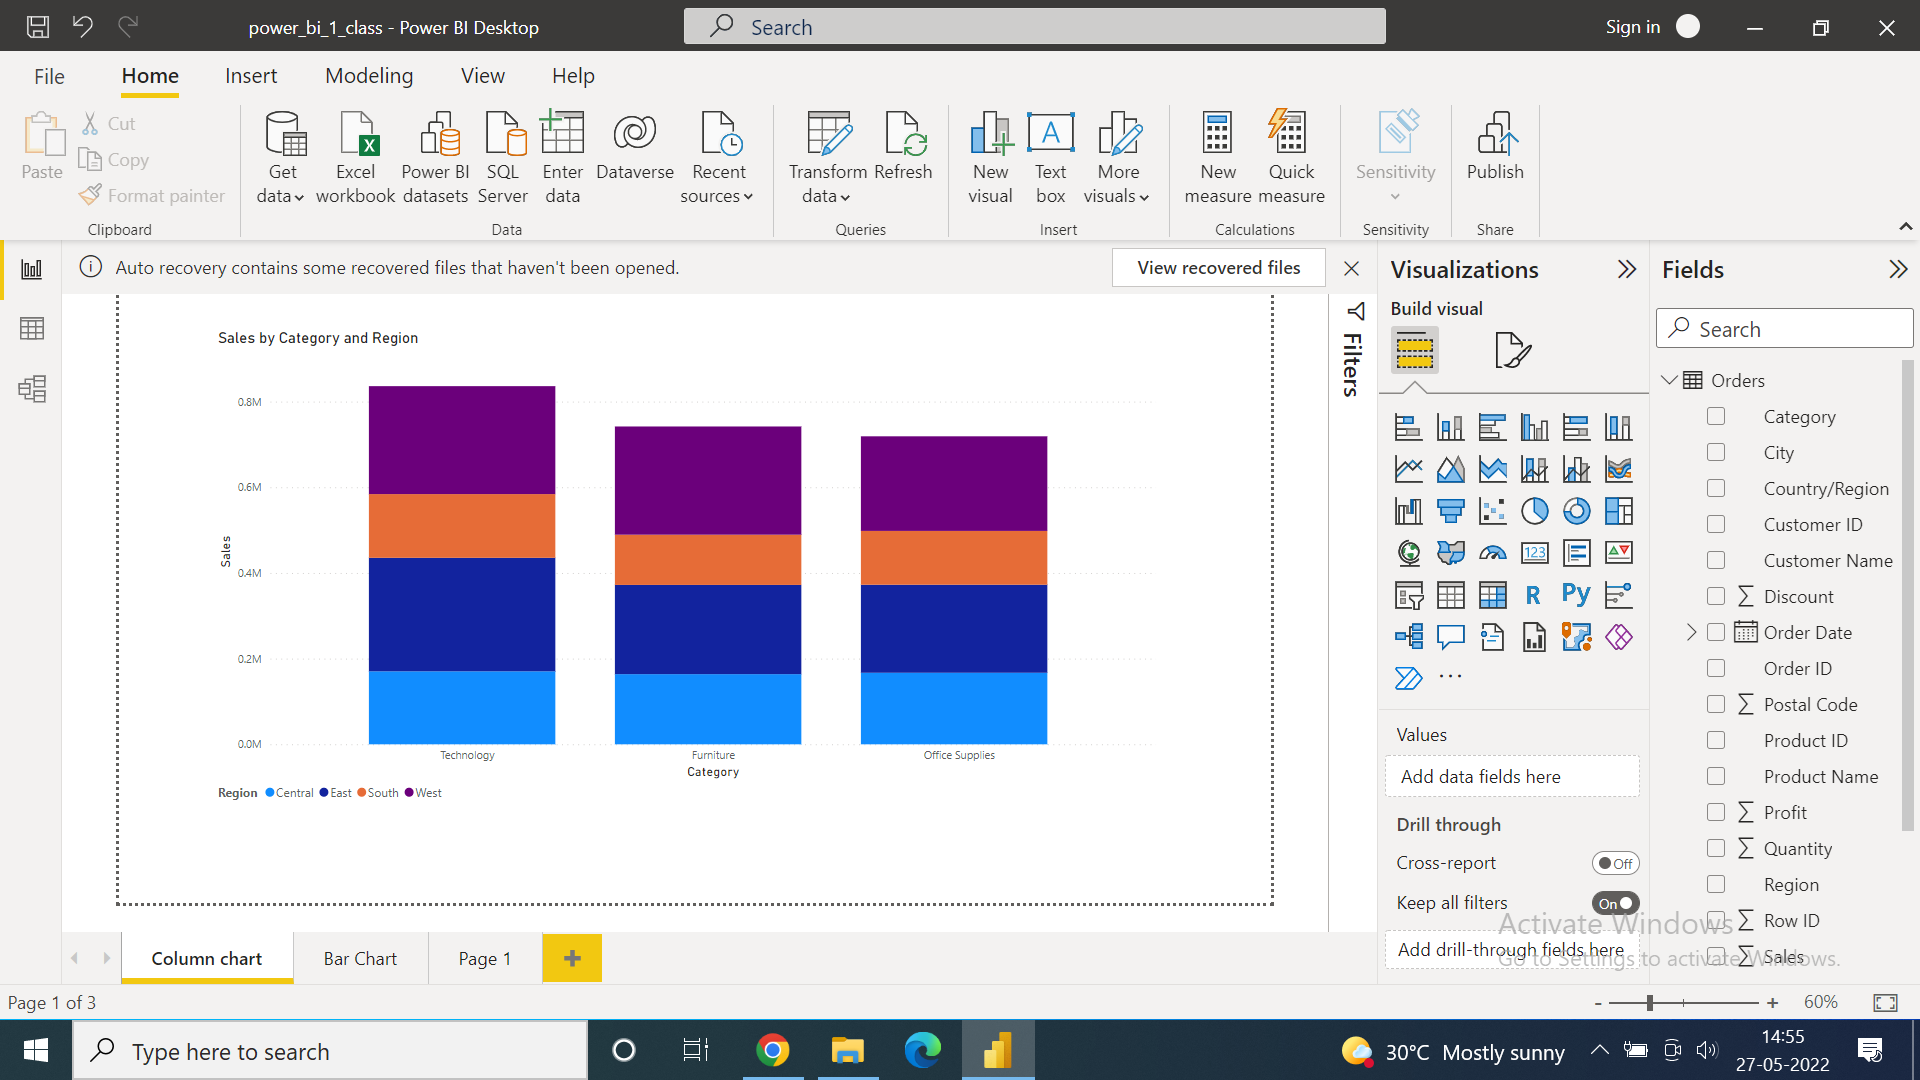 power_bi_1_class - Power BI Desktop
Search
Sign in
File
Home
Insert
Modeling
View
Help
Paste
Cut
Copy
Format painter
Clipboard
Get data
Excel workbook
Power BI datasets
SQL Server
Enter data
Dataverse
Recent sources
Data
Transform data
Refresh
Queries
New visual
Text box
More visuals
Insert
New measure
Quick measure
Calculations
Sensitivity
Sensitivity
Publish
Share
Auto recovery contains some recovered files that haven't been opened.
View recovered files
Sales by Category and Region
0.8M
0.6M
0.4M
0.2M
0.0M
Sales
Technology
Furniture
Office Supplies
Category
Region Central East South West
Filters
Visualizations
Build visual
123
R
Py
Values
Add data fields here
Drill through
Cross-report
Off
Keep all filters
On
Add drill-through fields here
Fields
Search
Orders
Category
City
Country/Region
Customer ID
Customer Name
Discount
Order Date
Order ID
Postal Code
Product ID
Product Name
Profit
Quantity
Region
Row ID
Sales
Activate Windows
Go to Settings to activate Windows.
Column chart
Bar Chart
Page 1
Page 1 of 3
60%
Type here to search
30°C Mostly sunny
14:55
27-05-2022